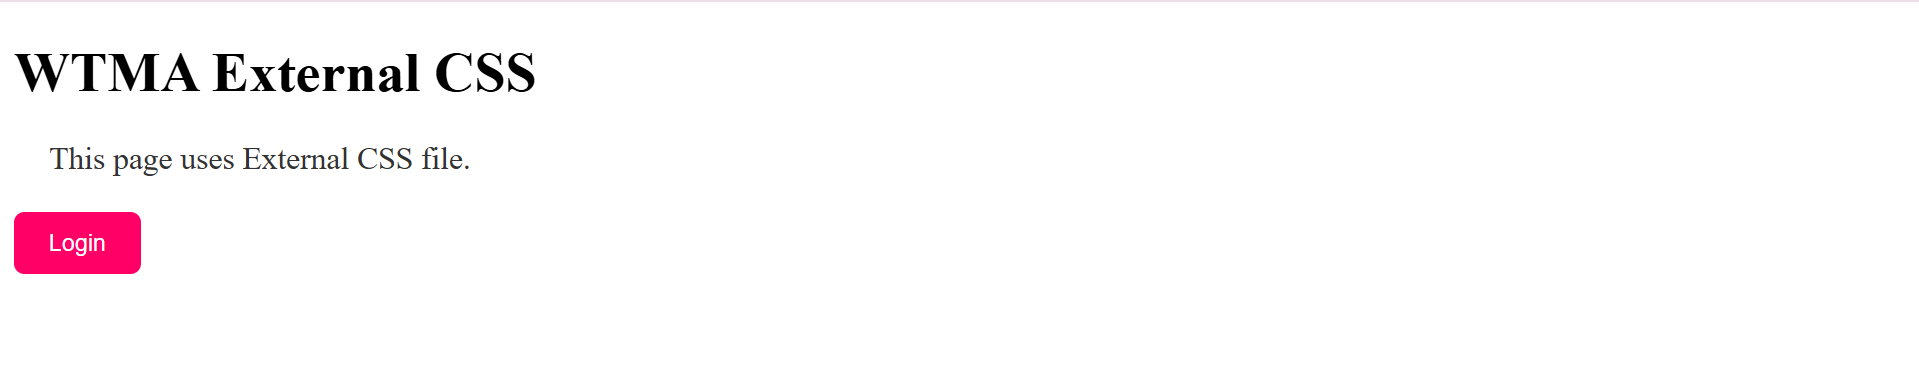 WTMA External CSS
This page uses External CSS file.
Login